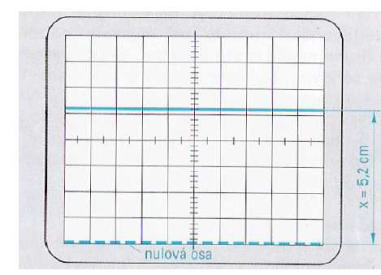 x = 5,2 cm
nulová osa